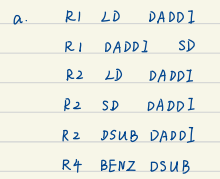 a. R1 LD DADDI
R1 DADDI SD
R2 LD DADDI
R2 SD DADDI
R2 DSUB DADDI
R4 BENZ DSUB